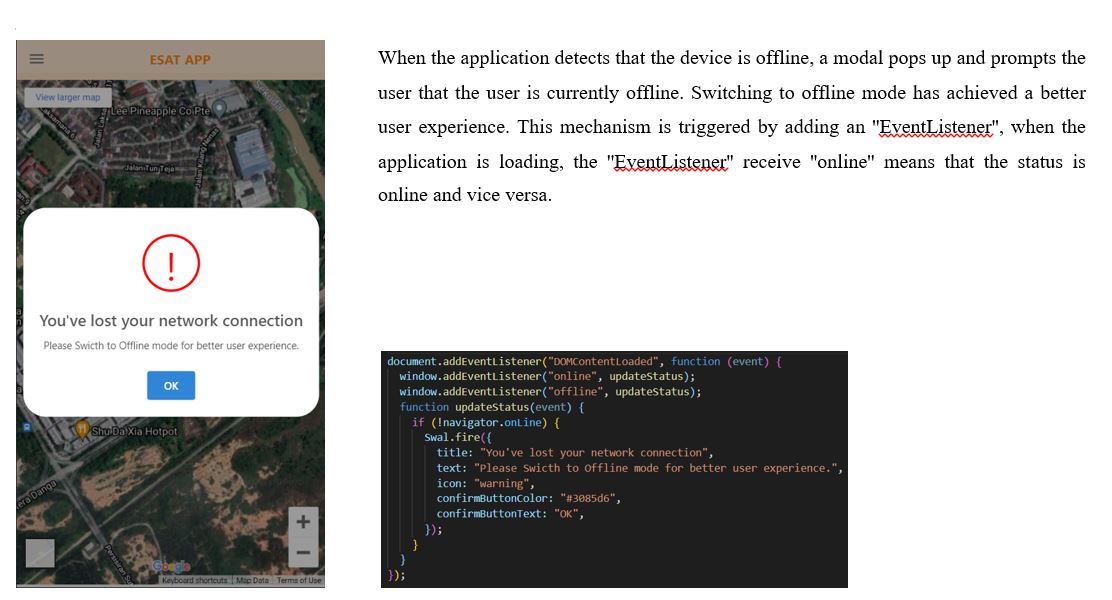 ESAT APP
View larger map
Lee Pineapple Co Pte
Jalan Tun Teja
You've lost your network connection
Please Swicth to Offline mode for better user experience.
OK
Shu Da Xia Hotpot
Google
Keyboard shortcuts Map Data Terms of Use
When the application detects that the device is offline, a modal pops up and prompts the
user that the user is currently offline. Switching to offline mode has achieved a better
user experience. This mechanism is triggered by adding an "EventListener", when the
application is loading, the "EventListener" receive "online" means that the status is
online and vice versa.
document.addEventListener("DOMContentLoaded", function (event) {
window.addEventListener("online", updateStatus);
window.addEventListener("offline", updateStatus);
function updateStatus(event) {
if (!navigator.onLine) {
Swal.fire({
title: "You've lost your network connection",
text: "Please Swicth to Offline mode for better user experience.",
icon: "warning",
confirmButtonColor: "#3085d6",
confirmButtonText: "OK",
});
}
}
});